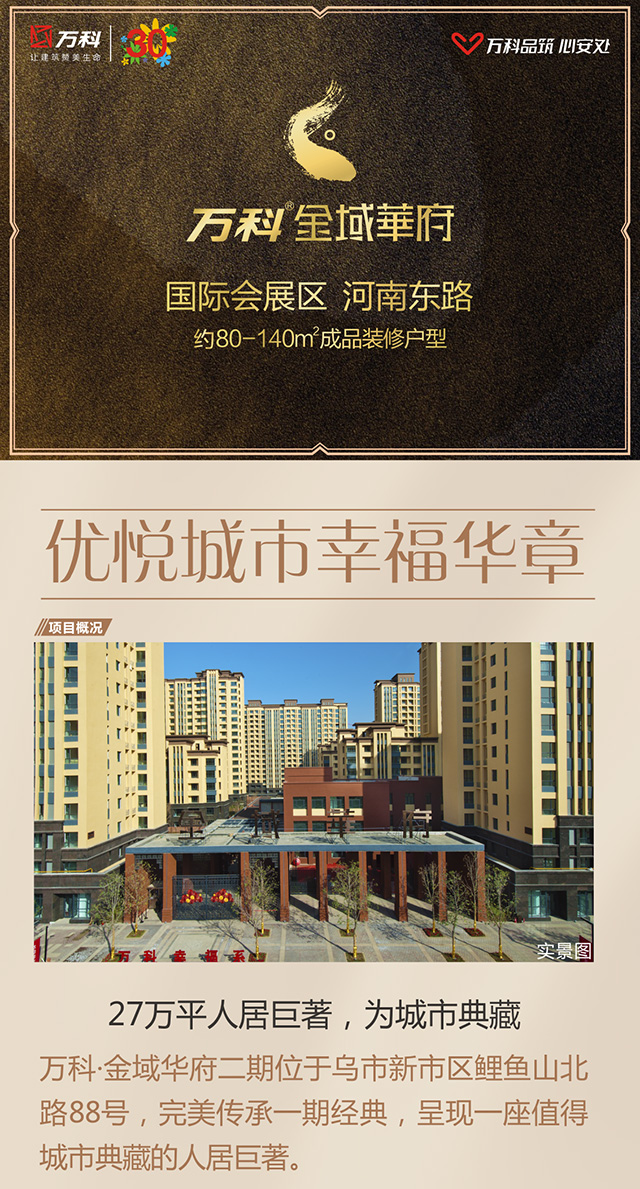 万科
让建筑赞美生命
30
万科品筑 心安处
万科®金域華府
国际会展区 河南东路
约80-140m²成品装修户型
优悦城市幸福华章
项目概况
万科幸福系
实景图
27万平人居巨著，为城市典藏
万科·金域华府二期位于乌市新市区鲤鱼山北
路88号，完美传承一期经典，呈现一座值得
城市典藏的人居巨著。